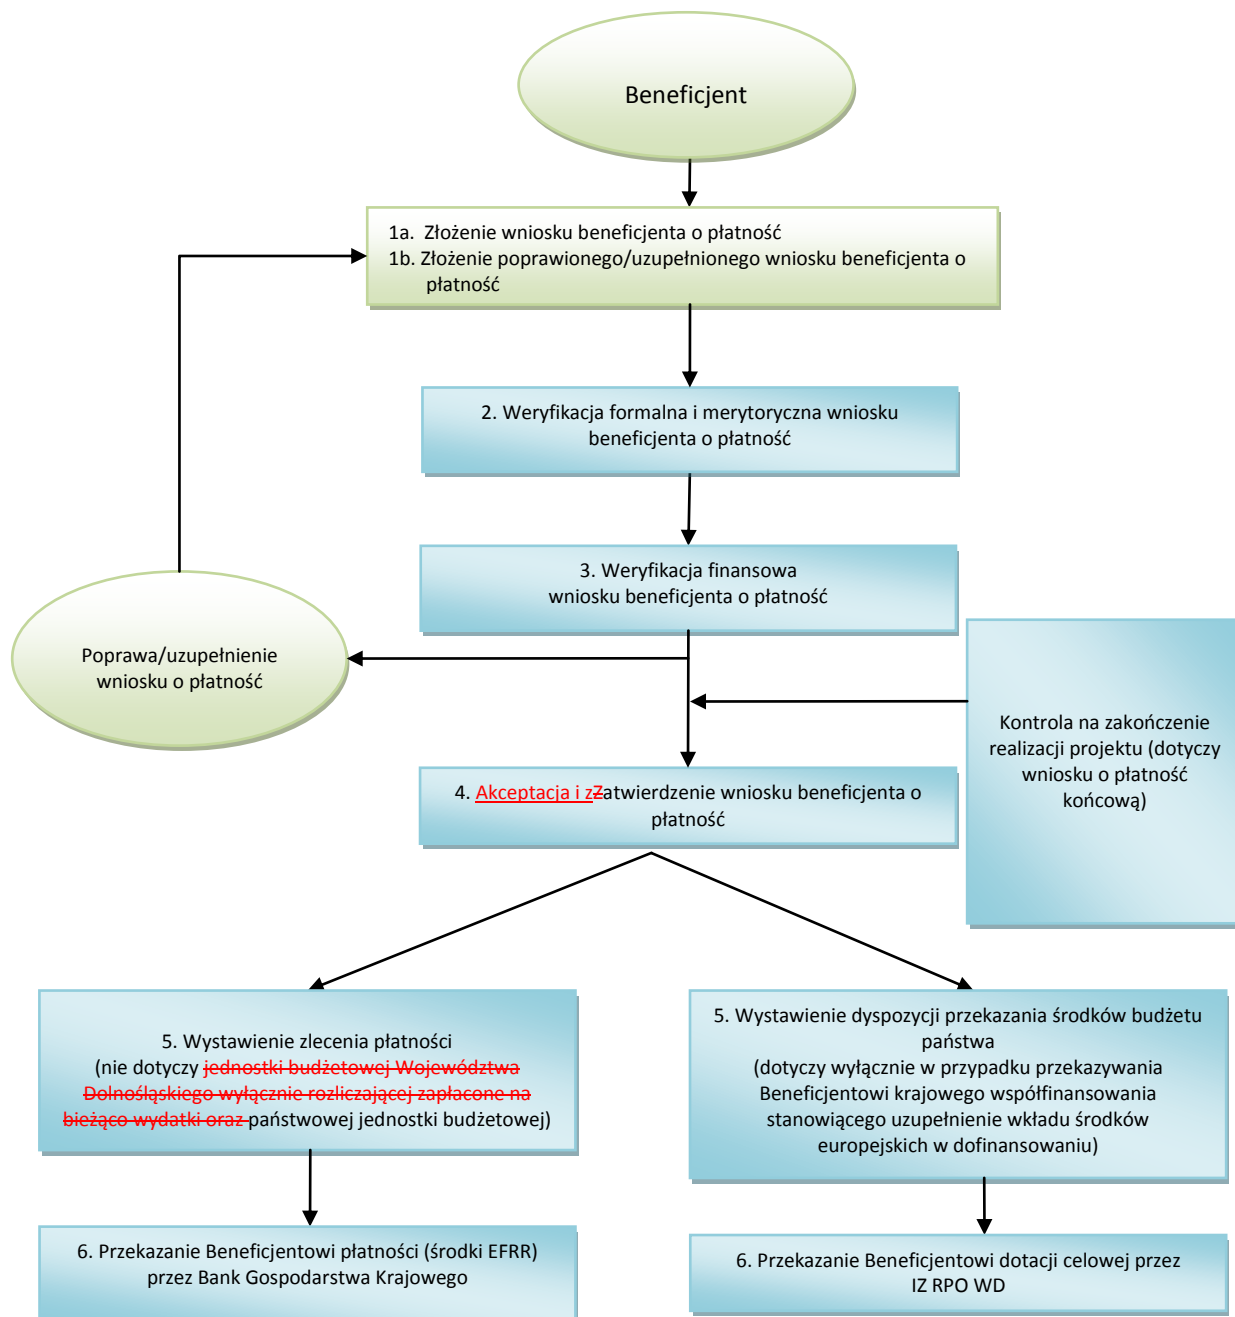 Beneficjent
1a. Złożenie wniosku beneficjenta o płatność
1b. Złożenie poprawionego/uzupełnionego wniosku beneficjenta o
płatność
2. Weryfikacja formalna i merytoryczna wniosku
beneficjenta o płatność
3. Weryfikacja finansowa
wniosku beneficjenta o płatność
Poprawa/uzupełnienie
wniosku o płatność
Kontrola na zakończenie
realizacji projektu (dotyczy
wniosku o płatność
końcową)
4. Akceptacja i zZatwierdzenie wniosku beneficjenta o
płatność
5. Wystawienie zlecenia płatności
(nie dotyczy jednostki budżetowej Województwa
Dolnośląskiego wyłącznie rozliczającej zapłacone na
bieżąco wydatki oraz państwowej jednostki budżetowej)
5. Wystawienie dyspozycji przekazania środków budżetu
państwa
(dotyczy wyłącznie w przypadku przekazywania
Beneficjentowi krajowego współfinansowania
stanowiącego uzupełnienie wkładu środków
europejskich w dofinansowaniu)
6. Przekazanie Beneficjentowi płatności (środki EFRR)
przez Bank Gospodarstwa Krajowego
6. Przekazanie Beneficjentowi dotacji celowej przez
IZ RPO WD